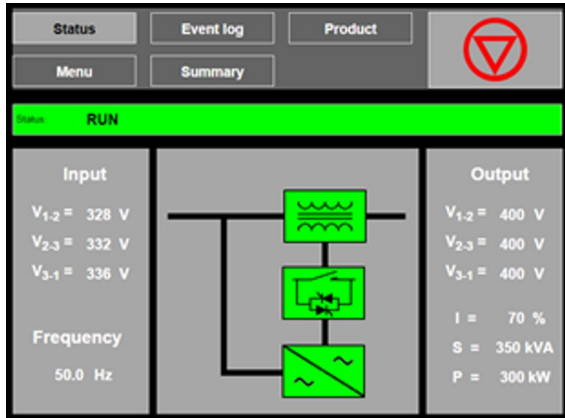 Status Event log Product
Menu Summary
Status: RUN
Input
V1-2 = 328 V
V2-3 = 332 V
V3-1 = 336 V
Frequency
50.0 Hz
Output
V1-2 = 400 V
V2-3 = 400 V
V3-1 = 400 V
I = 70 %
S = 350 kVA
P = 300 kW